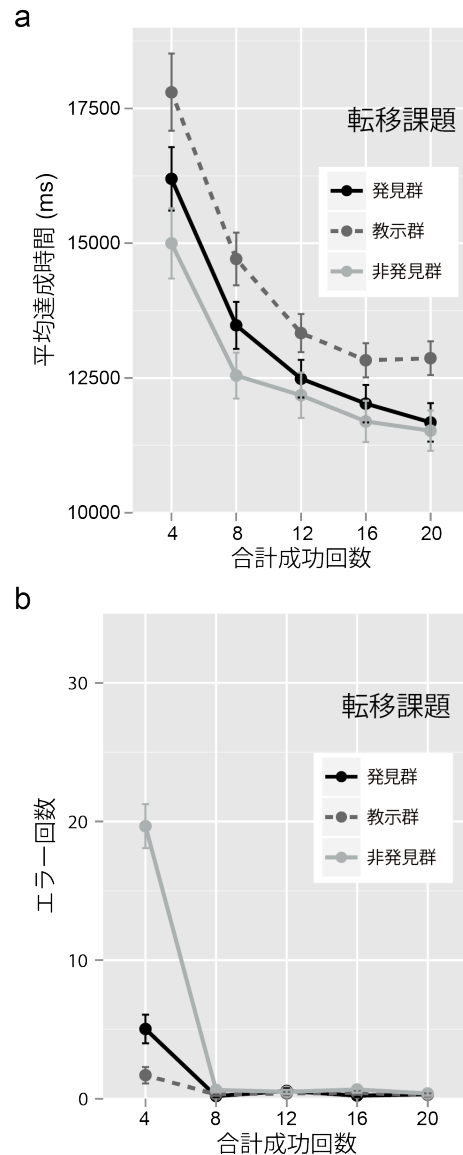 a
転移課題
平均達成時間 (ms)
17500
15000
12500
10000
発見群
教示群
非発見群
4 8 12 16 20
合計成功回数
b
転移課題
エラー回数
30
20
10
0
発見群
教示群
非発見群
4 8 12 16 20
合計成功回数